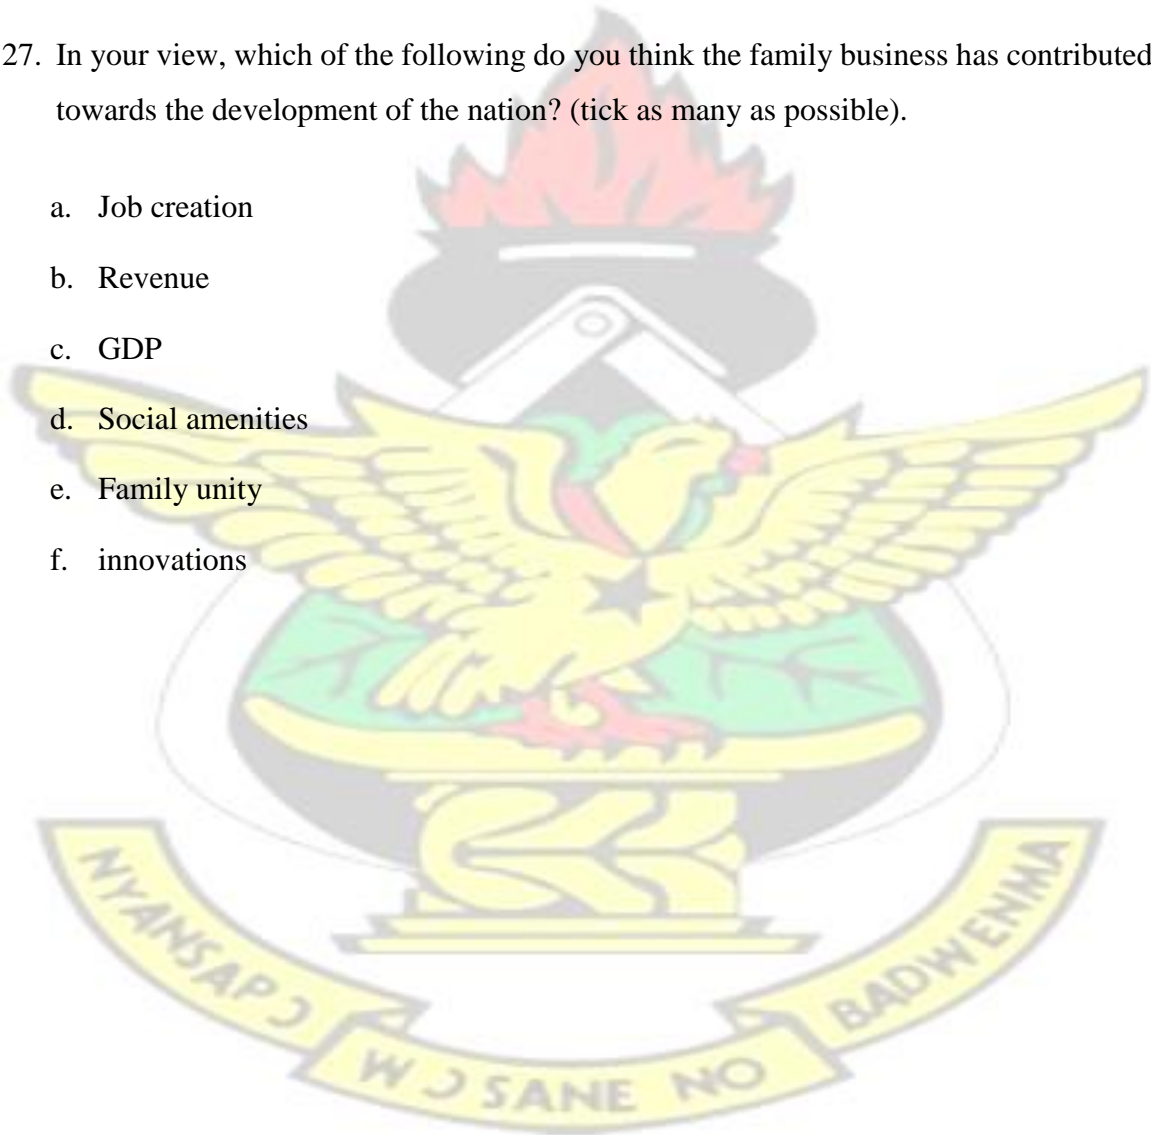 27. In your view, which of the following do you think the family business has contributed
towards the development of the nation? (tick as many as possible).
a. Job creation
b. Revenue
c. GDP
d. Social amenities
e. Family unity
f. innovations
NYANSAPƆ
WƆSANE NO
BADWENMA